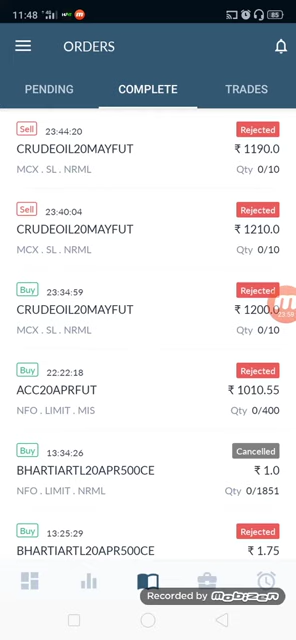 11:48
85
ORDERS
PENDING COMPLETE TRADES
Sell 23:44:20 Rejected
CRUDEOIL20MAYFUT ₹ 1190.0
MCX . SL . NRML Qty 0/10
Sell 23:40:04 Rejected
CRUDEOIL20MAYFUT ₹ 1210.0
MCX . SL . NRML Qty 0/10
Buy 23:34:59 Rejected
CRUDEOIL20MAYFUT ₹ 1200.0
MCX . SL . NRML Qty 0/10
23:58
Buy 22:22:18 Rejected
ACC20APRFUT ₹ 1010.55
NFO . LIMIT . MIS Qty 0/400
Buy 13:34:26 Cancelled
BHARTIARTL20APR500CE ₹ 1.0
NFO . LIMIT . NRML Qty 0/1851
Buy 13:25:29 Rejected
BHARTIARTL20APR500CE ₹ 1.75
Recorded by Mobizen